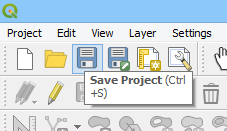 Project Edit View Layer Settings
Save Project (Ctrl
+S)